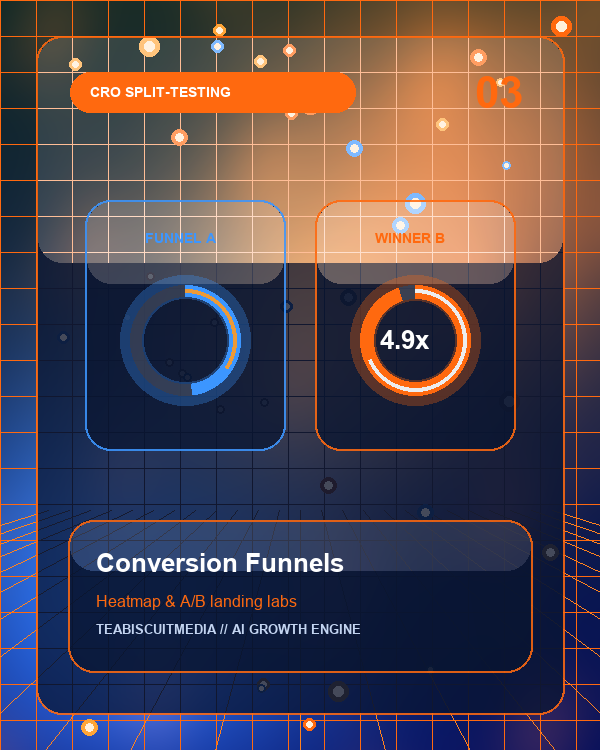 CRO SPLIT-TESTING
03
FUNNEL A
WINNER B
4.9x
Conversion Funnels
Heatmap & A/B landing labs
TEABISCUITMEDIA // AI GROWTH ENGINE